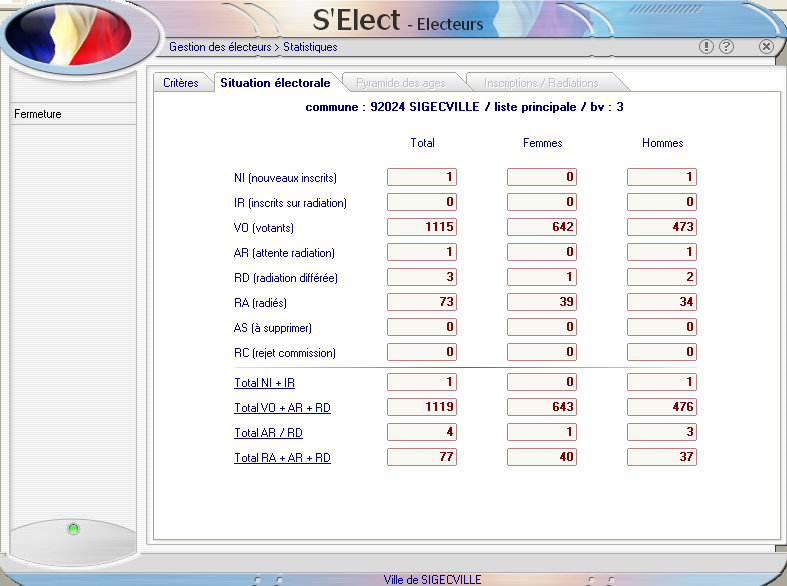 S'Elect - Electeurs
Gestion des électeurs > Statistiques
Fermeture
Critères Situation électorale Pyramide des ages Inscriptions / Radiations
commune : 92024 SIGECVILLE / liste principale / bv : 3
Total Femmes Hommes
NI (nouveaux inscrits) 1 0 1
IR (inscrits sur radiation) 0 0 0
VO (votants) 1115 642 473
AR (attente radiation) 1 0 1
RD (radiation différée) 3 1 2
RA (radiés) 73 39 34
AS (à supprimer) 0 0 0
RC (rejet commission) 0 0 0
Total NI + IR 1 0 1
Total VO + AR + RD 1119 643 476
Total AR / RD 4 1 3
Total RA + AR + RD 77 40 37
Ville de SIGECVILLE